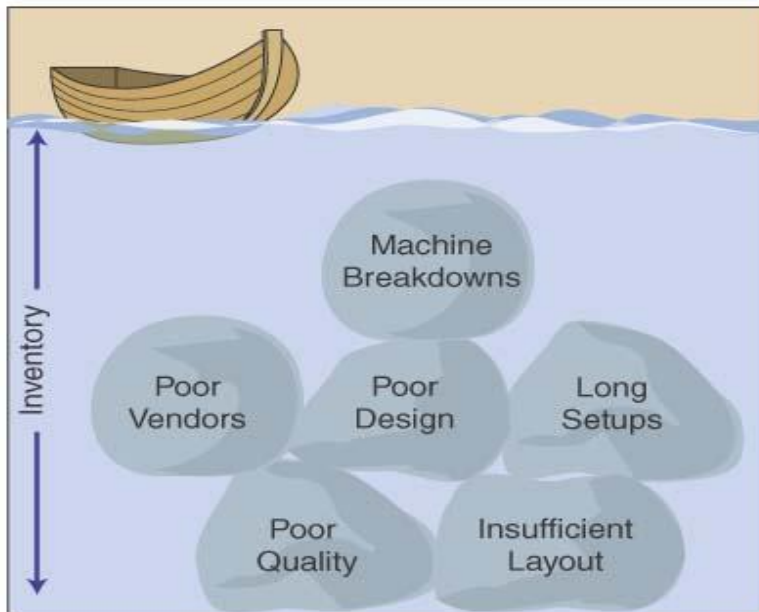 Machine
Breakdowns
Poor
Vendors
Poor
Design
Long
Setups
Inventory
Poor
Quality
Insufficient
Layout